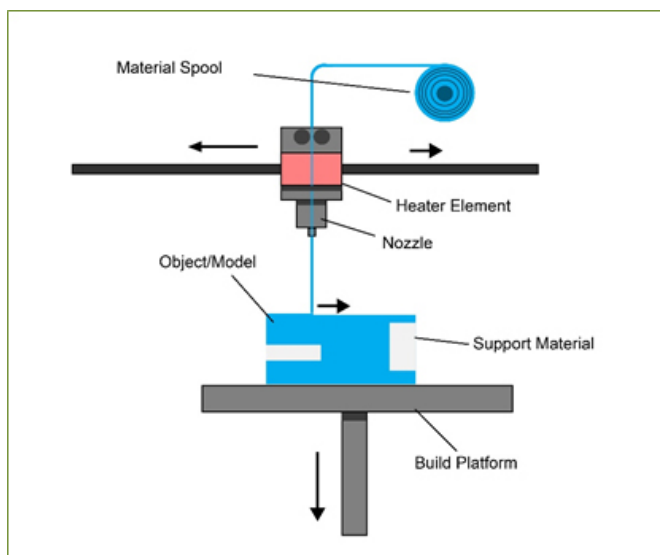 Material Spool
Heater Element
Nozzle
Object/Model
Support Material
Build Platform